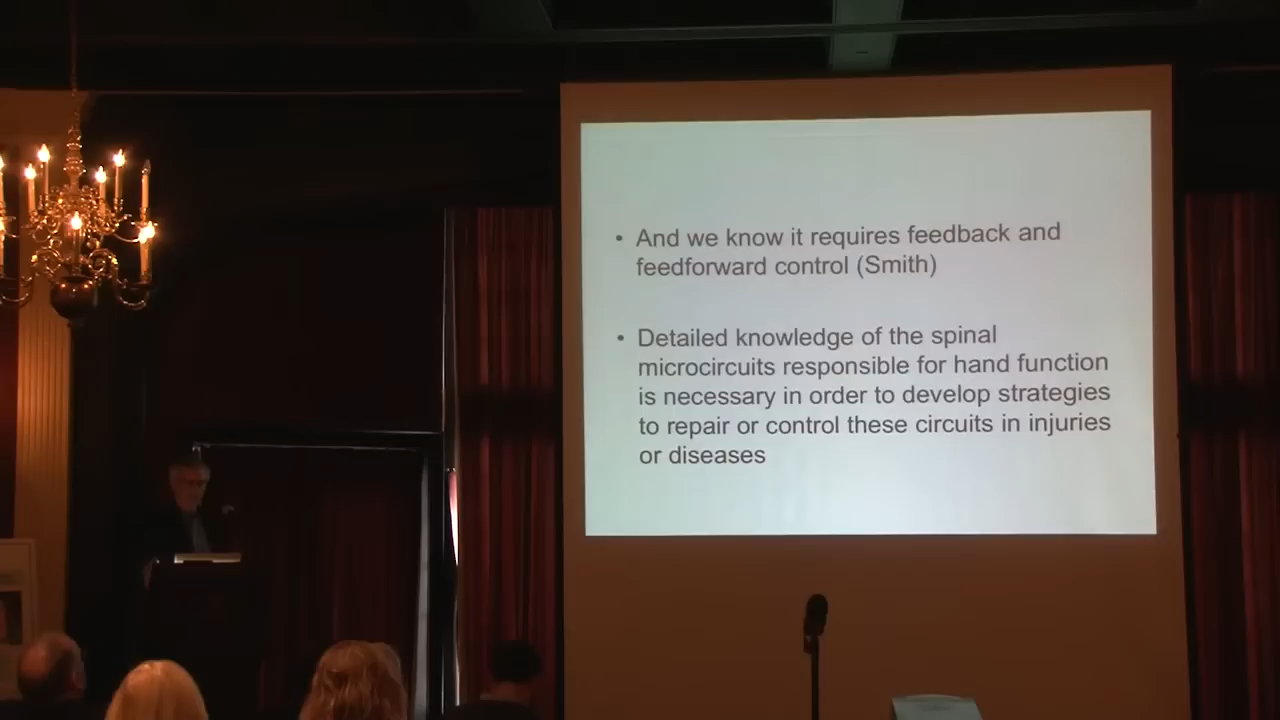 • And we know it requires feedback and
feedforward control (Smith)
• Detailed knowledge of the spinal
microcircuits responsible for hand function
is necessary in order to develop strategies
to repair or control these circuits in injuries
or diseases